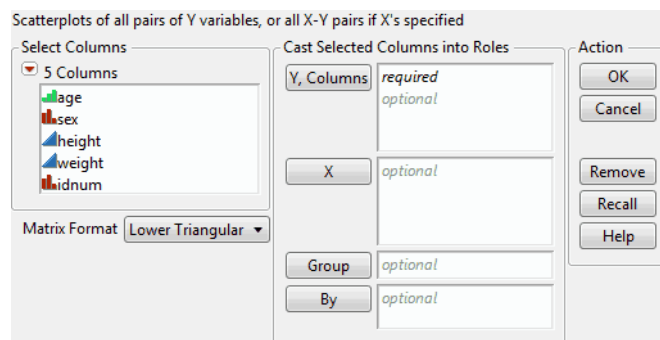 Scatterplots of all pairs of Y variables, or all X-Y pairs if X's specified
Select Columns
5 Columns
age
sex
height
weight
idnum
Matrix Format Lower Triangular
Cast Selected Columns into Roles
Y, Columns required
optional
X optional
Group optional
By optional
Action
OK
Cancel
Remove
Recall
Help